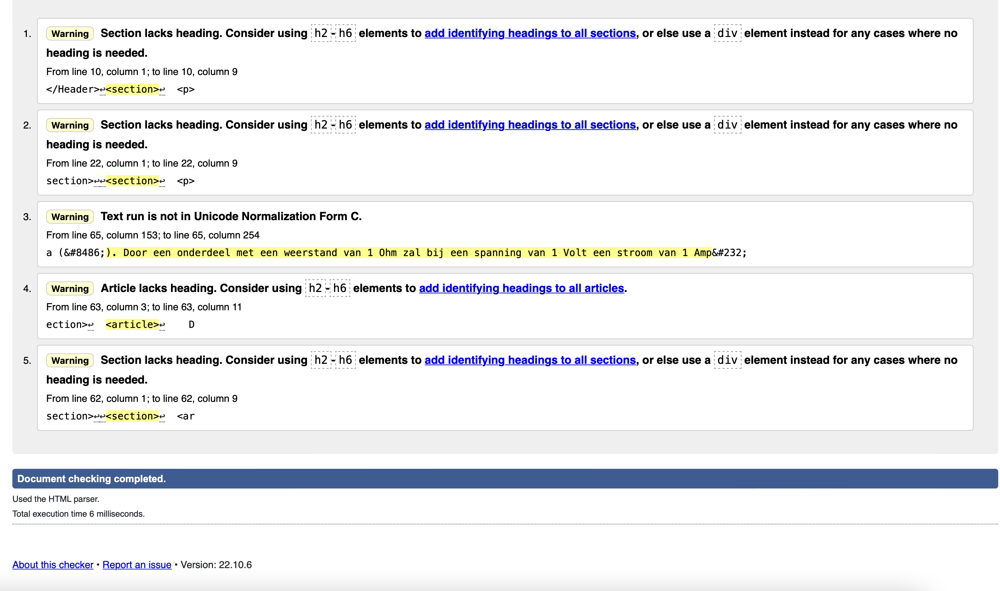 1. Warning Section lacks heading. Consider using h2-h6 elements to add identifying headings to all sections, or else use a div element instead for any cases where no
heading is needed.
From line 10, column 1; to line 10, column 9
</Header>↩<section>↩  <p>
2. Warning Section lacks heading. Consider using h2-h6 elements to add identifying headings to all sections, or else use a div element instead for any cases where no
heading is needed.
From line 22, column 1; to line 22, column 9
section>↩↩<section>↩  <p>
3. Warning Text run is not in Unicode Normalization Form C.
From line 65, column 153; to line 65, column 254
a (&#8486;). Door een onderdeel met een weerstand van 1 Ohm zal bij een spanning van 1 Volt een stroom van 1 Amp&#232;
4. Warning Article lacks heading. Consider using h2-h6 elements to add identifying headings to all articles.
From line 63, column 3; to line 63, column 11
ection>↩  <article>↩    D
5. Warning Section lacks heading. Consider using h2-h6 elements to add identifying headings to all sections, or else use a div element instead for any cases where no
heading is needed.
From line 62, column 1; to line 62, column 9
section>↩↩<section>↩  <ar
Document checking completed.
Used the HTML parser.
Total execution time 6 milliseconds.
About this checker • Report an issue • Version: 22.10.6